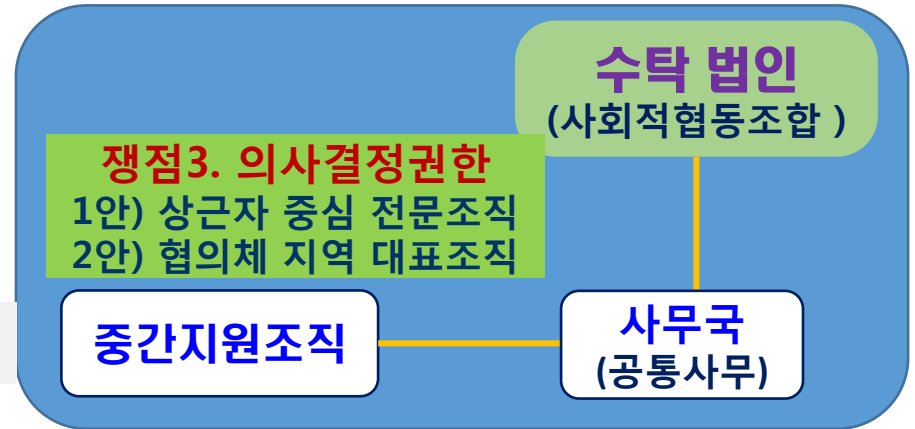 수탁 법인
(사회적협동조합 )
쟁점3. 의사결정권한
1안) 상근자 중심 전문조직
2안) 협의체 지역 대표조직
중간지원조직
사무국
(공통사무)